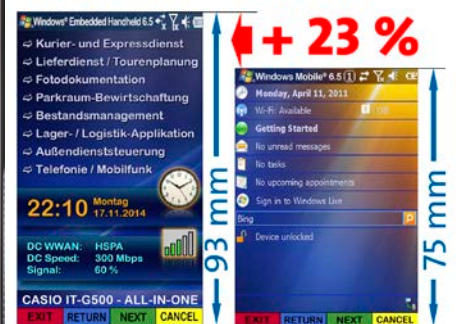 Windows® Embedded Handheld 6.5
⇨ Kurier- und Expressdienst
⇨ Lieferdienst / Tourenplanung
⇨ Fotodokumentation
⇨ Parkraum-Bewirtschaftung
⇨ Bestandsmanagement
⇨ Lager- / Logistik-Applikation
⇨ Außendienststeuerung
⇨ Telefonie / Mobilfunk
22:10 Montag
17.11.2014
DC WWAN: HSPA
DC Speed: 300 Mbps
Signal: 60 %
CASIO IT-G500 - ALL-IN-ONE
EXIT RETURN NEXT CANCEL
93 mm
+ 23 %
Windows Mobile® 6.5
Monday, April 11, 2011
Wi-Fi: Available
Getting Started
No unread messages
No tasks
No upcoming appointments
Sign in to Windows Live
Bing
Device unlocked
EXIT RETURN NEXT CANCEL
75 mm